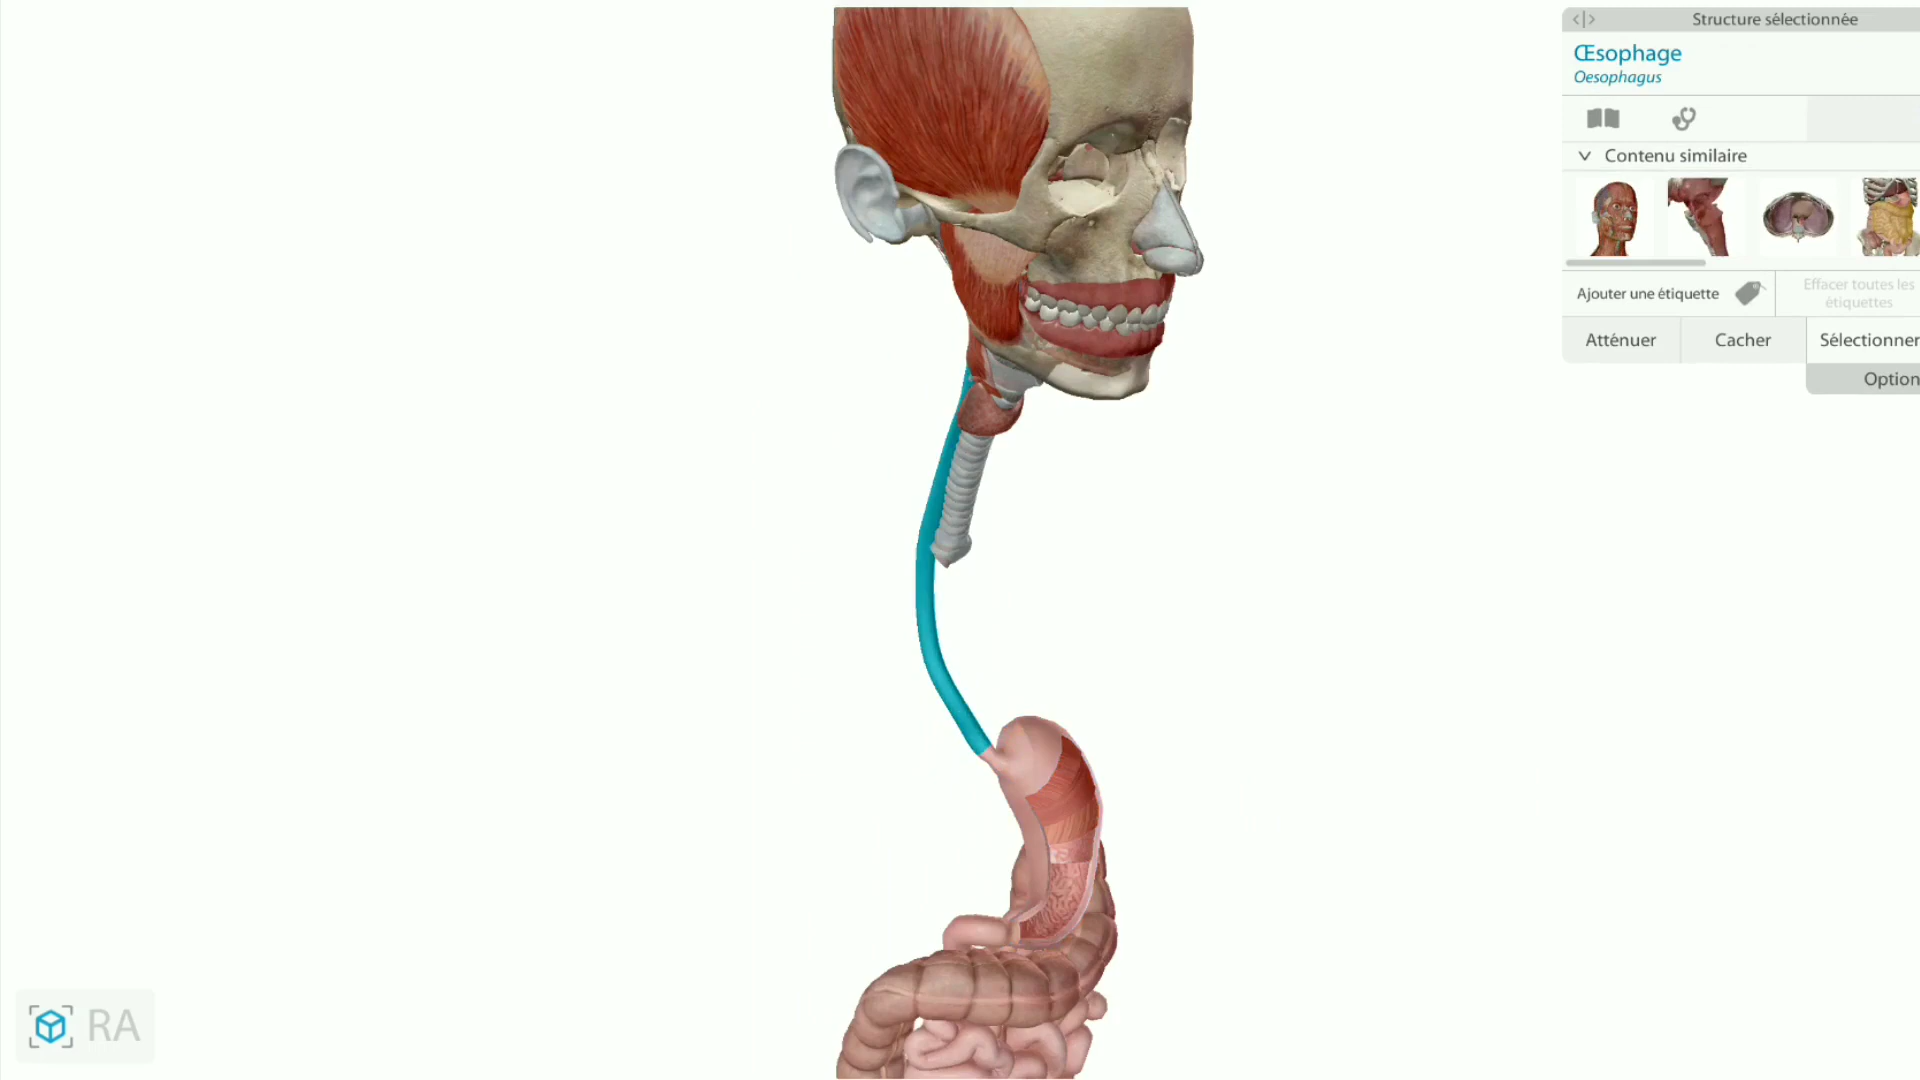 Structure sélectionnée
Œsophage
Oesophagus
Contenu similaire
Ajouter une étiquette
Effacer toutes les
étiquettes
Atténuer
Cacher
Sélectionner
Option
RA